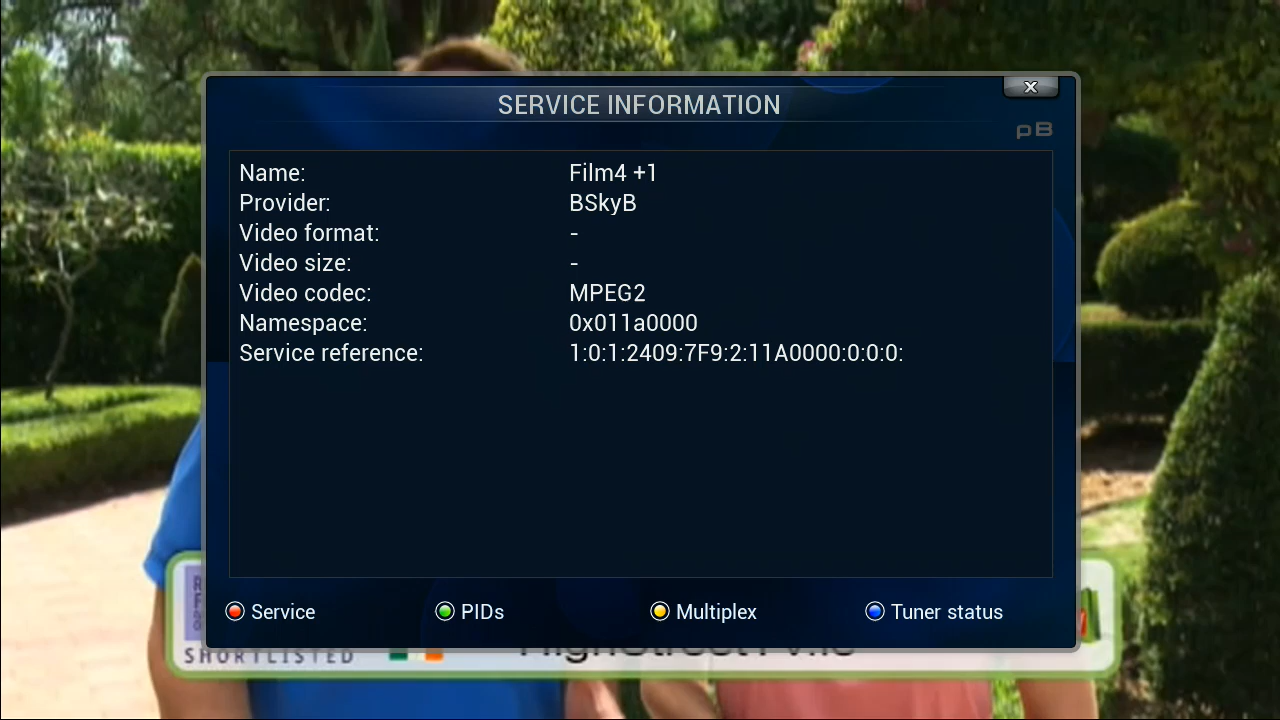 SERVICE INFORMATION
x
pB
Name: Film4 +1
Provider: BSkyB
Video format: -
Video size: -
Video codec: MPEG2
Namespace: 0x011a0000
Service reference: 1:0:1:2409:7F9:2:11A0000:0:0:0:
Service PIDs Multiplex Tuner status
SHORTLISTED